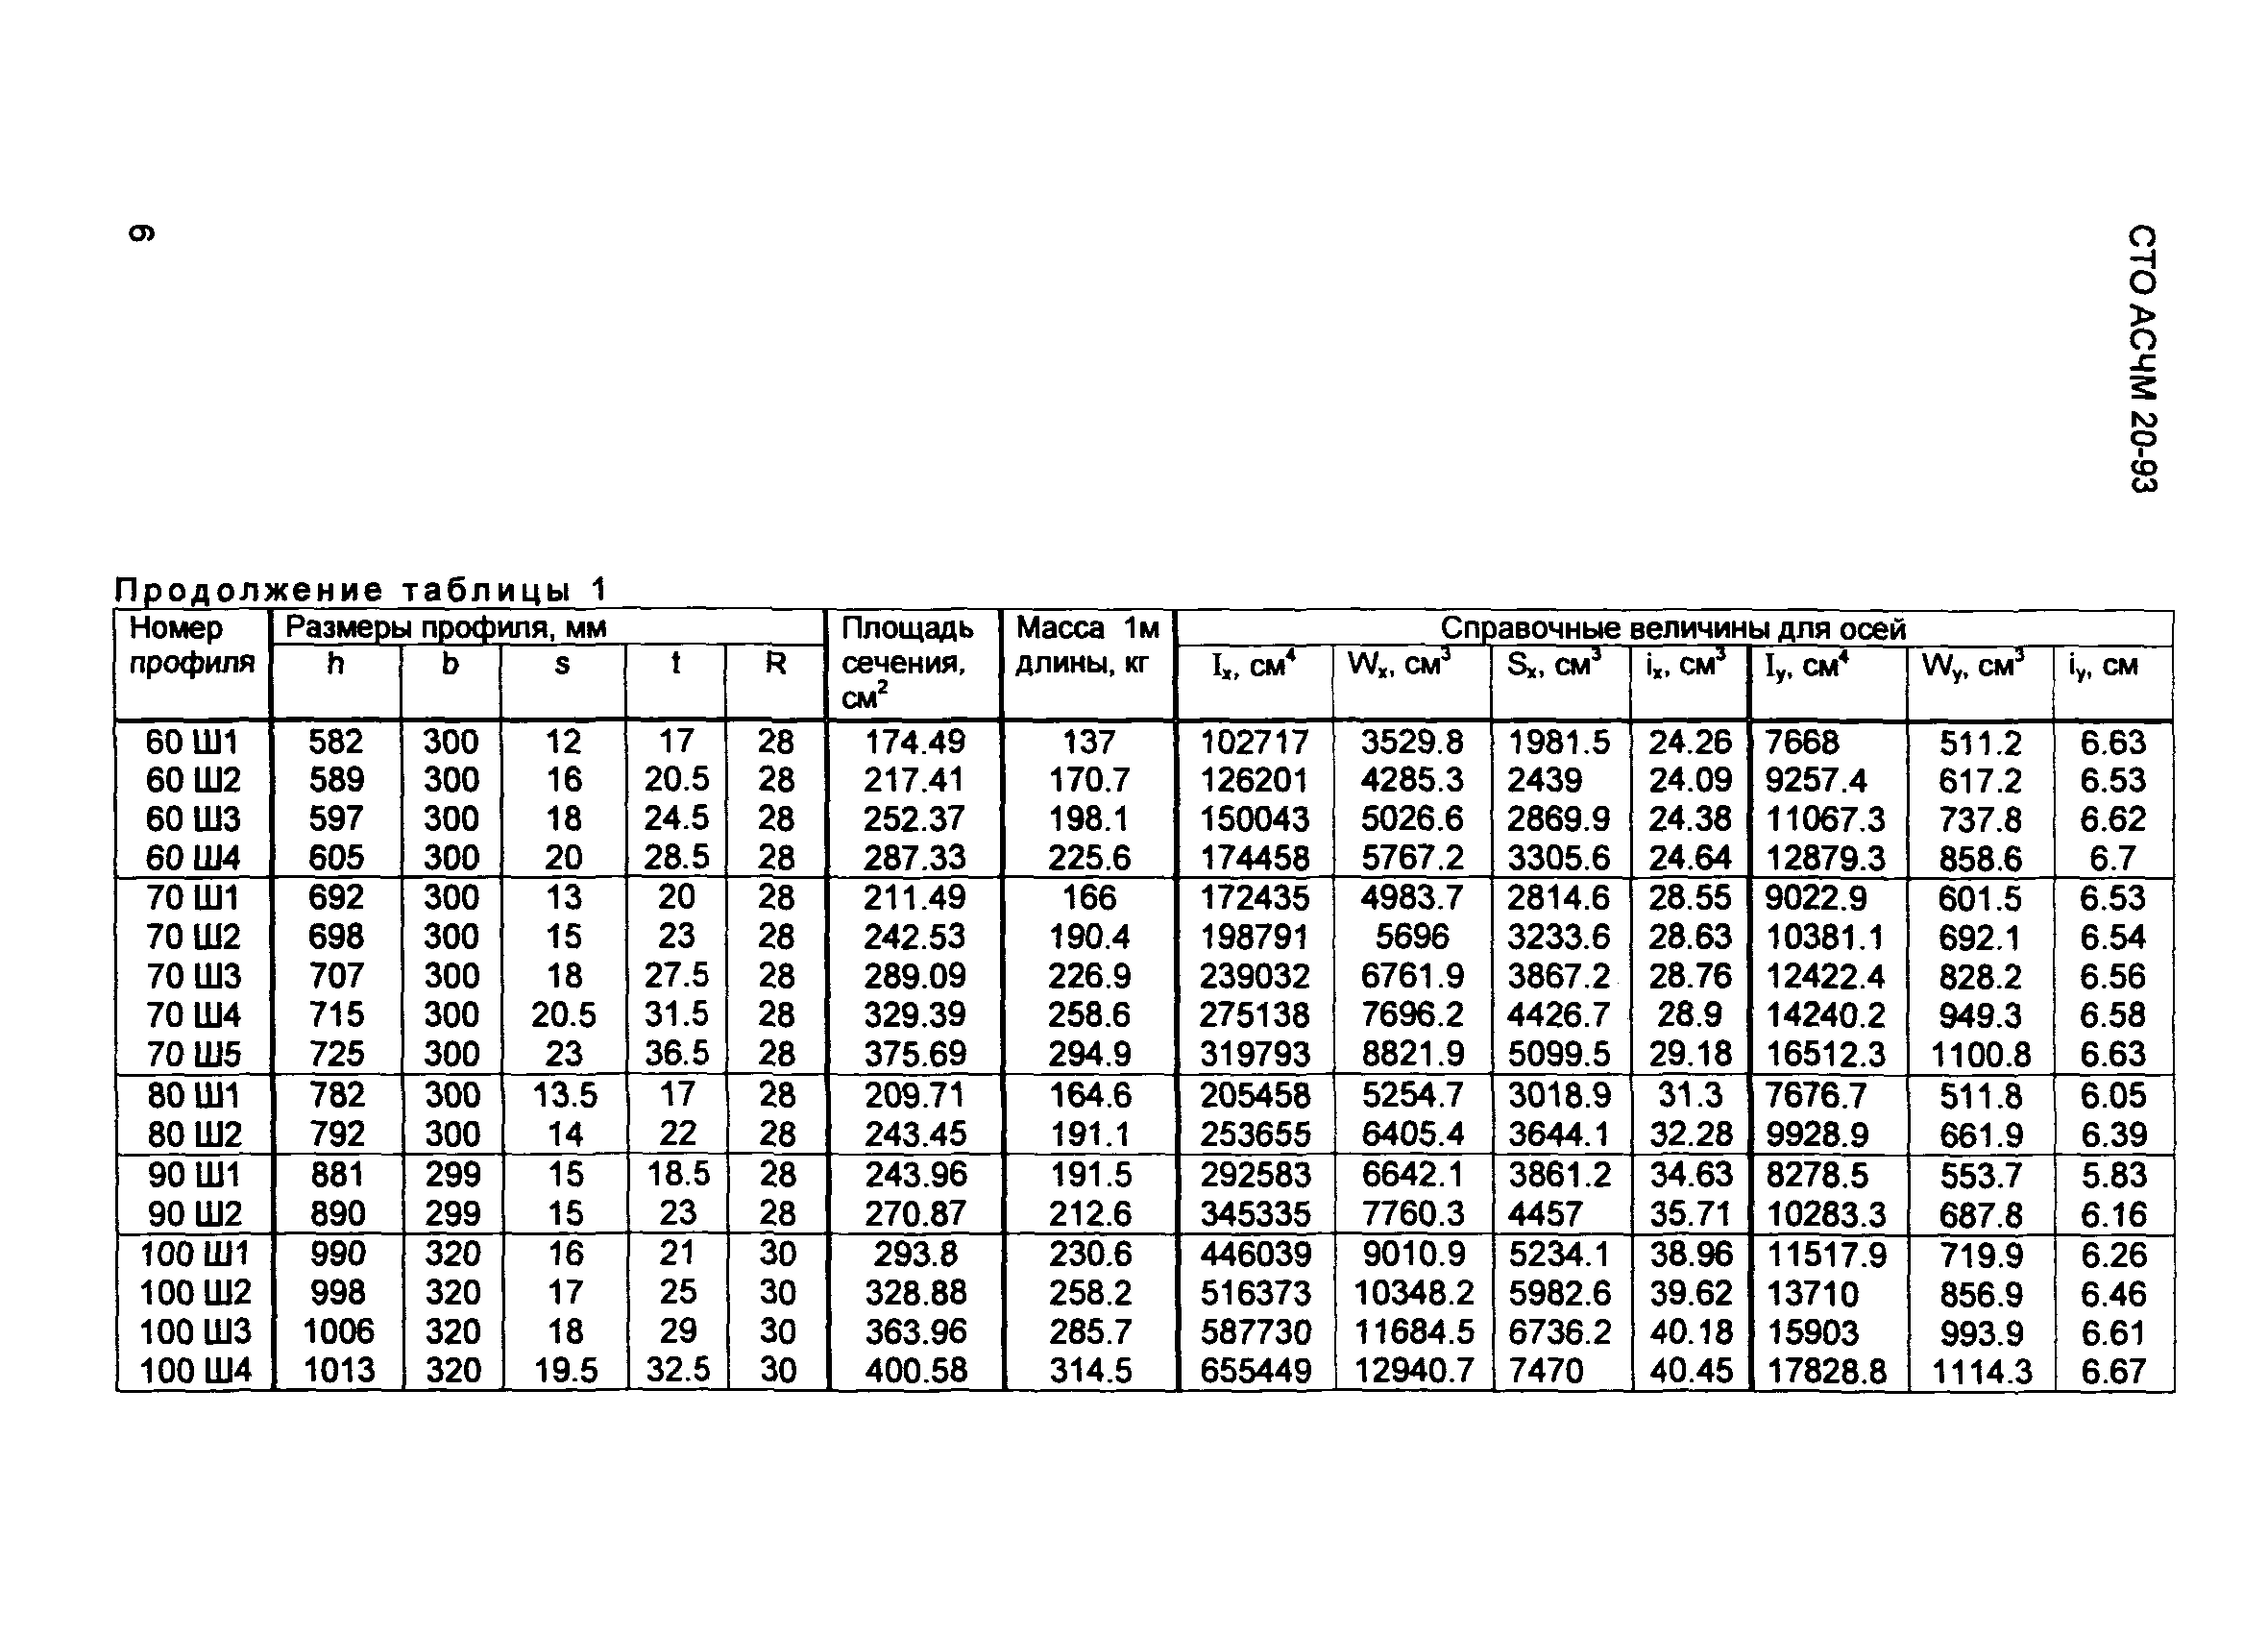 6
СТО АСЧМ 20-93
Продолжение таблицы 1
Номер профиля Размеры профиля, мм Площадь сечения, см² Масса 1м длины, кг Справочные величины для осей
h b s t R Iₓ, см⁴ Wₓ, см³ Sₓ, см³ iₓ, см³ Iᵧ, см⁴ Wᵧ, см³ iᵧ, см
60 Ш1 582 300 12 17 28 174.49 137 102717 3529.8 1981.5 24.26 7668 511.2 6.63
60 Ш2 589 300 16 20.5 28 217.41 170.7 126201 4285.3 2439 24.09 9257.4 617.2 6.53
60 Ш3 597 300 18 24.5 28 252.37 198.1 150043 5026.6 2869.9 24.38 11067.3 737.8 6.62
60 Ш4 605 300 20 28.5 28 287.33 225.6 174458 5767.2 3305.6 24.64 12879.3 858.6 6.7
70 Ш1 692 300 13 20 28 211.49 166 172435 4983.7 2814.6 28.55 9022.9 601.5 6.53
70 Ш2 698 300 15 23 28 242.53 190.4 198791 5696 3233.6 28.63 10381.1 692.1 6.54
70 Ш3 707 300 18 27.5 28 289.09 226.9 239032 6761.9 3867.2 28.76 12422.4 828.2 6.56
70 Ш4 715 300 20.5 31.5 28 329.39 258.6 275138 7696.2 4426.7 28.9 14240.2 949.3 6.58
70 Ш5 725 300 23 36.5 28 375.69 294.9 319793 8821.9 5099.5 29.18 16512.3 1100.8 6.63
80 Ш1 782 300 13.5 17 28 209.71 164.6 205458 5254.7 3018.9 31.3 7676.7 511.8 6.05
80 Ш2 792 300 14 22 28 243.45 191.1 253655 6405.4 3644.1 32.28 9928.9 661.9 6.39
90 Ш1 881 299 15 18.5 28 243.96 191.5 292583 6642.1 3861.2 34.63 8278.5 553.7 5.83
90 Ш2 890 299 15 23 28 270.87 212.6 345335 7760.3 4457 35.71 10283.3 687.8 6.16
100 Ш1 990 320 16 21 30 293.8 230.6 446039 9010.9 5234.1 38.96 11517.9 719.9 6.26
100 Ш2 998 320 17 25 30 328.88 258.2 516373 10348.2 5982.6 39.62 13710 856.9 6.46
100 Ш3 1006 320 18 29 30 363.96 285.7 587730 11684.5 6736.2 40.18 15903 993.9 6.61
100 Ш4 1013 320 19.5 32.5 30 400.58 314.5 655449 12940.7 7470 40.45 17828.8 1114.3 6.67